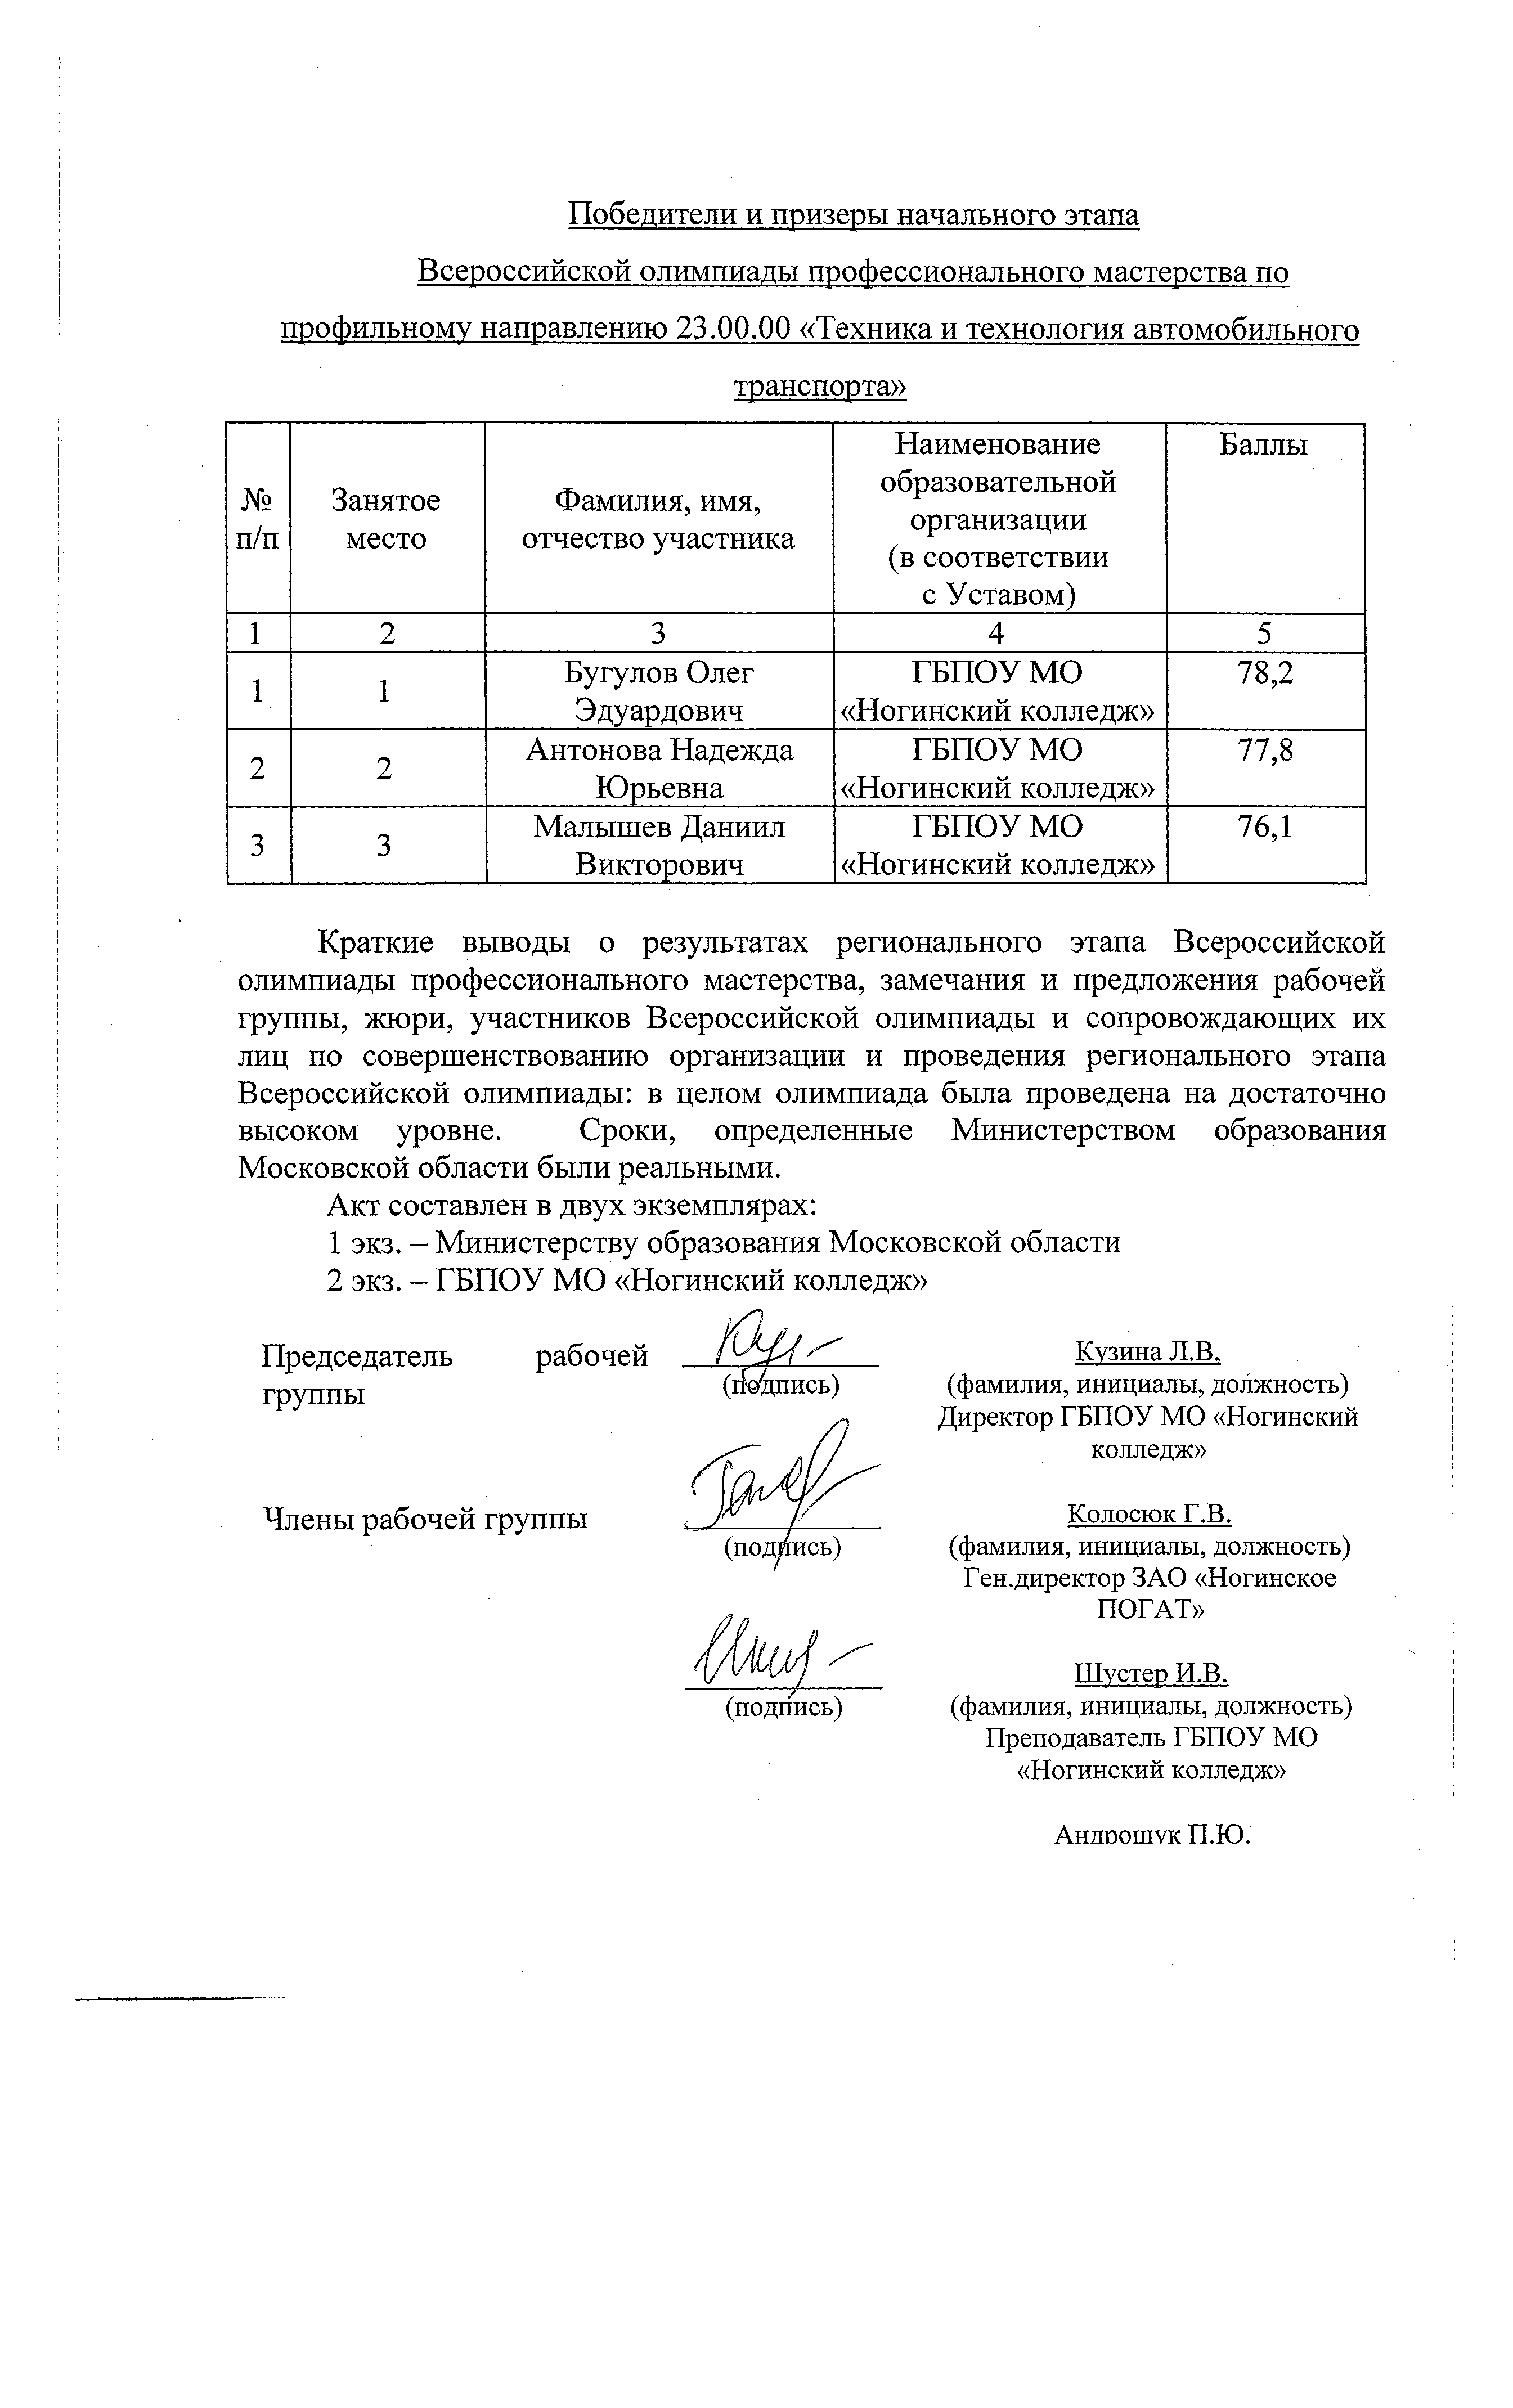 Победители и призеры начального этапа
Всероссийской олимпиады профессионального мастерства по
профильному направлению 23.00.00 «Техника и технология автомобильного
транспорта»
№ п/п
Занятое место
Фамилия, имя, отчество участника
Наименование образовательной организации (в соответствии с Уставом)
Баллы
1 2 3 4 5
1 1 Бугулов Олег Эдуардович ГБПОУ МО «Ногинский колледж» 78,2
2 2 Антонова Надежда Юрьевна ГБПОУ МО «Ногинский колледж» 77,8
3 3 Малышев Даниил Викторович ГБПОУ МО «Ногинский колледж» 76,1
Краткие выводы о результатах регионального этапа Всероссийской
олимпиады профессионального мастерства, замечания и предложения рабочей
группы, жюри, участников Всероссийской олимпиады и сопровождающих их
лиц по совершенствованию организации и проведения регионального этапа
Всероссийской олимпиады: в целом олимпиада была проведена на достаточно
высоком уровне. Сроки, определенные Министерством образования
Московской области были реальными.
Акт составлен в двух экземплярах:
1 экз. – Министерству образования Московской области
2 экз. – ГБПОУ МО «Ногинский колледж»
Председатель рабочей
группы
(подпись)
Кузина Л.В.
(фамилия, инициалы, должность)
Директор ГБПОУ МО «Ногинский
колледж»
Члены рабочей группы
(подпись)
Колосюк Г.В.
(фамилия, инициалы, должность)
Ген.директор ЗАО «Ногинское
ПОГАТ»
(подпись)
Шустер И.В.
(фамилия, инициалы, должность)
Преподаватель ГБПОУ МО
«Ногинский колледж»
Андрощук П.Ю.